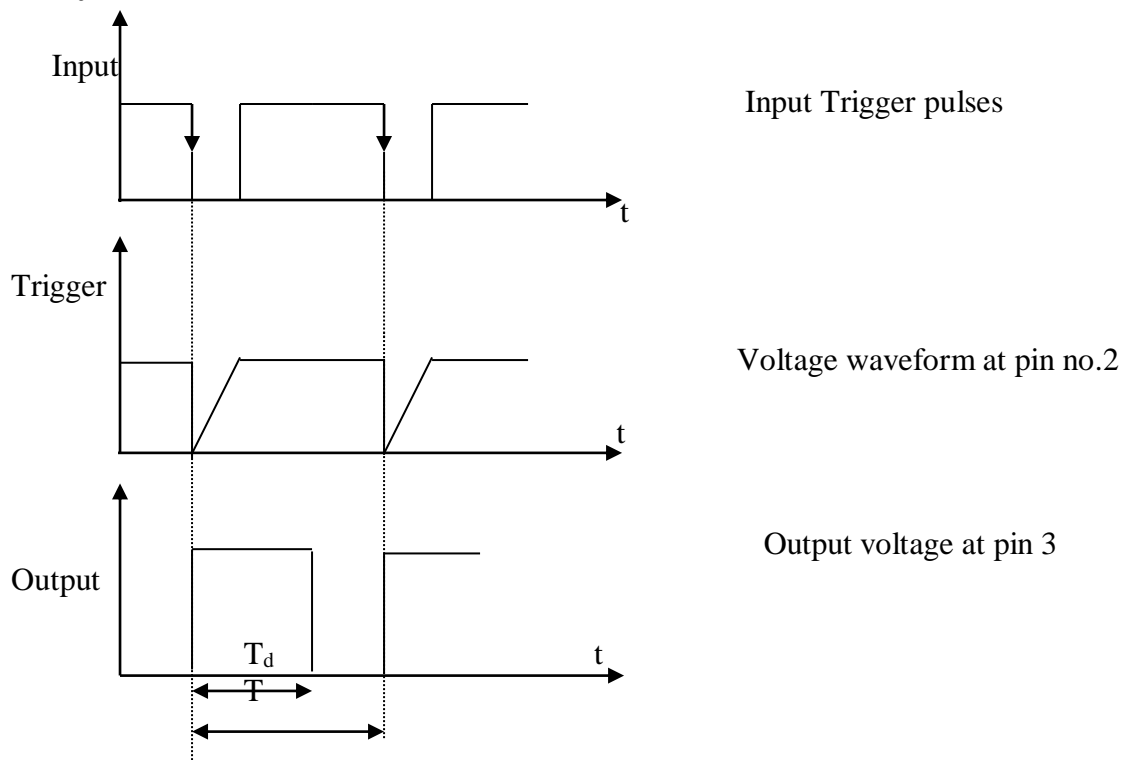 Input
Input Trigger pulses
t
Trigger
Voltage waveform at pin no.2
t
Output voltage at pin 3
Output
Td
t
T